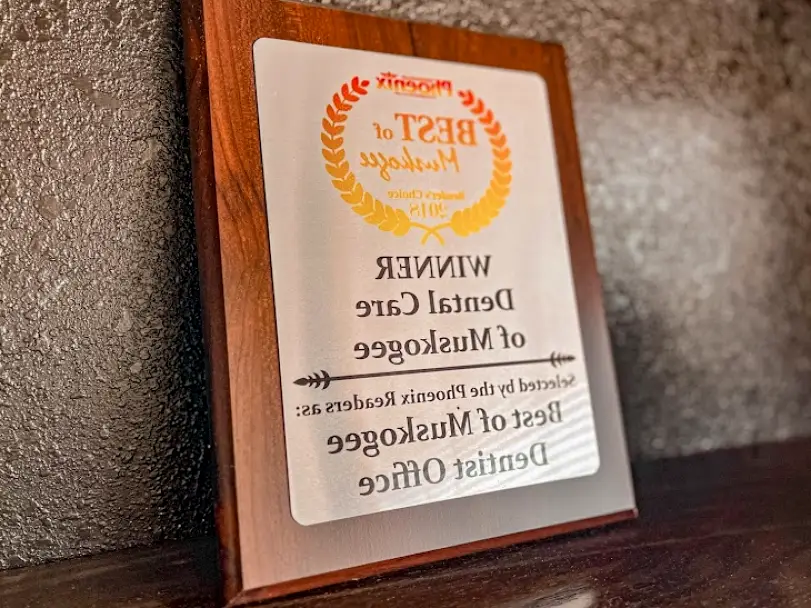 Phoenix
BEST of
Muskogee
Reader's Choice
2018
WINNER
Dental Care
of Muskogee
Selected by the Phoenix Readers as:
Best of Muskogee
Dentist Office